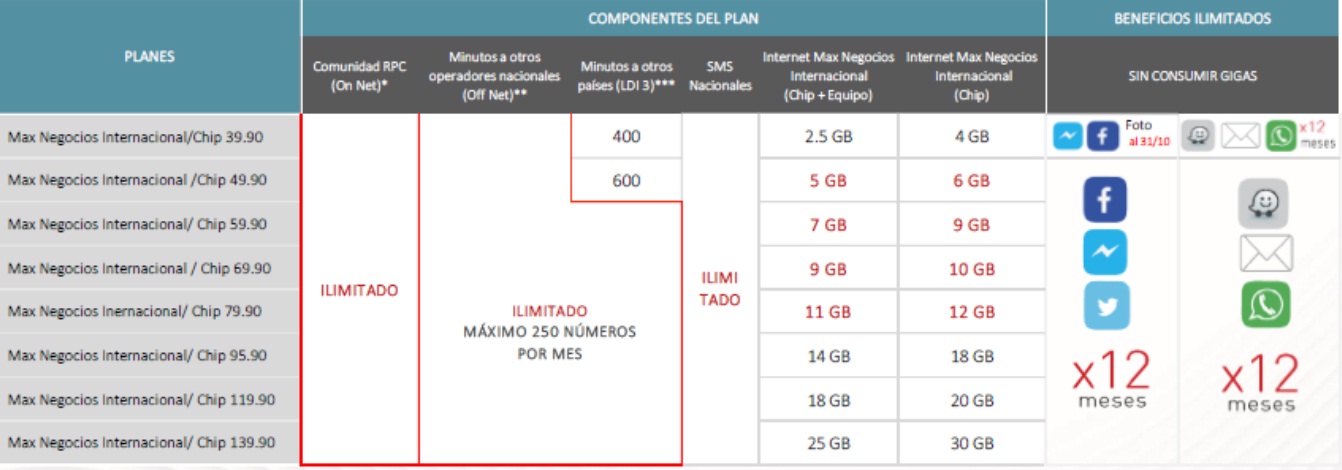 COMPONENTES DEL PLAN
BENEFICIOS ILIMITADOS
PLANES
Comunidad RPC
(On Net)*
Minutos a otros
operadores nacionales
(Off Net)**
Minutos a otros
países (LDI 3)***
SMS
Nacionales
Internet Max Negocios
Internacional
(Chip + Equipo)
Internet Max Negocios
Internacional
(Chip)
SIN CONSUMIR GIGAS
Max Negocios Internacional/Chip 39.90
400
2.5 GB
4 GB
Foto
al 31/10
x12
meses
Max Negocios Internacional /Chip 49.90
600
5 GB
6 GB
Max Negocios Internacional/ Chip 59.90
7 GB
9 GB
Max Negocios Internacional / Chip 69.90
9 GB
10 GB
ILIMITADO
ILIMI
TADO
Max Negocios Inernacional/ Chip 79.90
ILIMITADO
MÁXIMO 250 NÚMEROS
POR MES
11 GB
12 GB
Max Negocios Internacional/ Chip 95.90
14 GB
18 GB
x12
meses
x12
meses
Max Negocios Internacional/ Chip 119.90
18 GB
20 GB
Max Negocios Internacional/ Chip 139.90
25 GB
30 GB